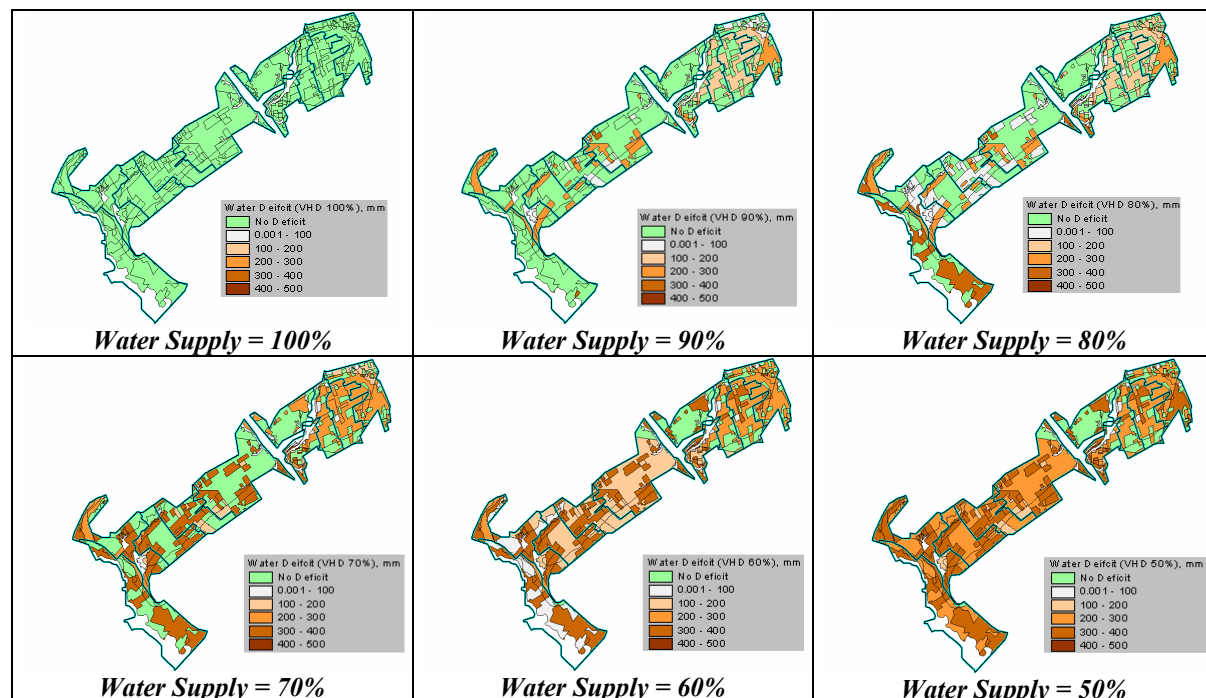 Water Deifcit (VHD 100%), mm
No Deficit
0.001 - 100
100 - 200
200 - 300
300 - 400
400 - 500
Water Supply = 100%
Water Deifcit (VHD 90%), mm
No Deficit
0.001 - 100
100 - 200
200 - 300
300 - 400
400 - 500
Water Supply = 90%
Water Deifcit (VHD 80%), mm
No Deficit
0.001 - 100
100 - 200
200 - 300
300 - 400
400 - 500
Water Supply = 80%
Water Deifcit (VHD 70%), mm
No Deficit
0.001 - 100
100 - 200
200 - 300
300 - 400
400 - 500
Water Supply = 70%
Water Deifcit (VHD 60%), mm
No Deficit
0.001 - 100
100 - 200
200 - 300
300 - 400
400 - 500
Water Supply = 60%
Water Deifcit (VHD 50%), mm
No Deficit
0.001 - 100
100 - 200
200 - 300
300 - 400
400 - 500
Water Supply = 50%